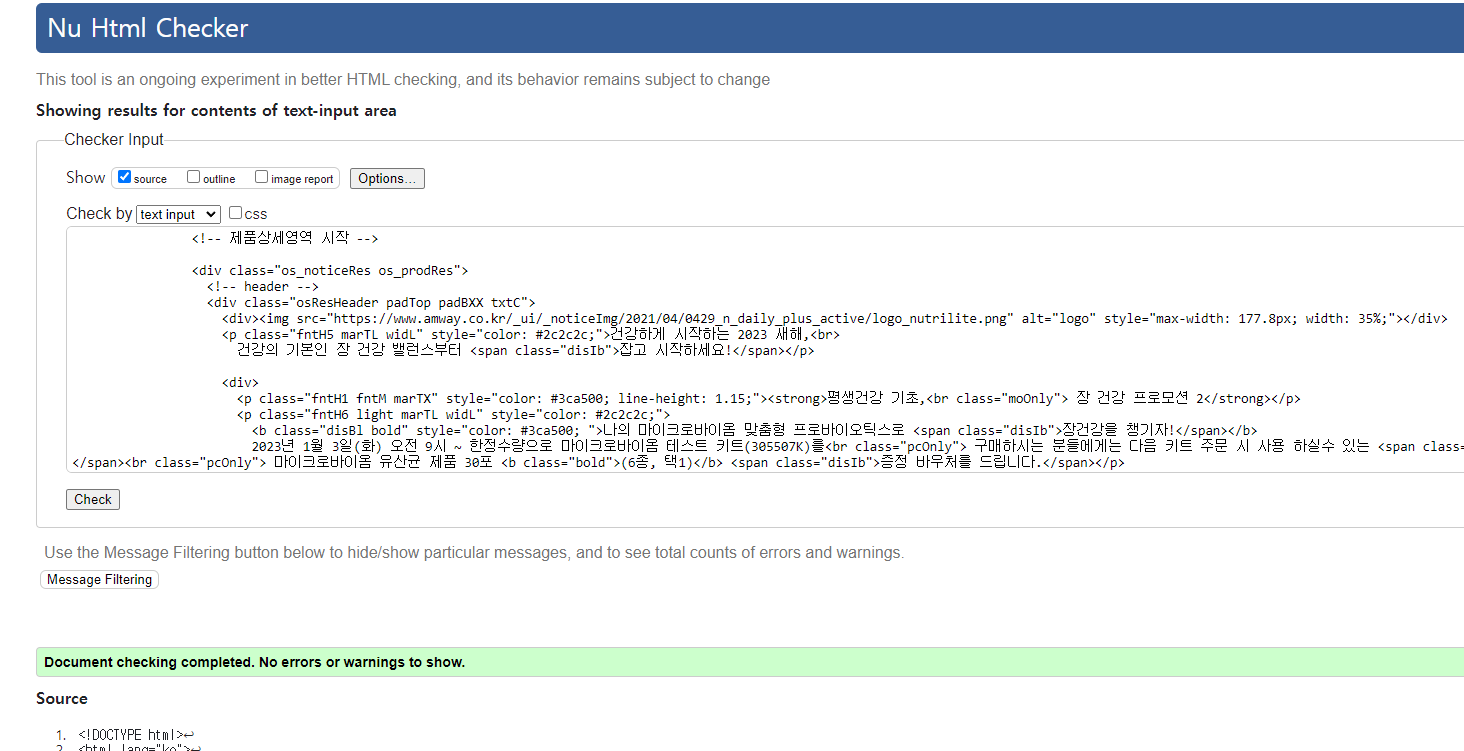 Nu Html Checker
This tool is an ongoing experiment in better HTML checking, and its behavior remains subject to change
Showing results for contents of text-input area
Checker Input
Show source outline image report Options...
Check by text input css
<!-- 제품상세영역 시작 -->
<div class="os_noticeRes os_prodRes">
<!-- header -->
<div class="osResHeader padTop padBXX txtC">
<div><img src="https://www.amway.co.kr/_ui/_noticeImg/2021/04/0429_n_daily_plus_active/logo_nutrilite.png" alt="logo" style="max-width: 177.8px; width: 35%;"></div>
<p class="fntH5 marTL widL" style="color: #2c2c2c;">건강하게 시작하는 2023 새해,<br>
건강의 기본인 장 건강 밸런스부터 <span class="disIb">잡고 시작하세요!</span></p>
<div>
<p class="fntH1 fntM marTX" style="color: #3ca500; line-height: 1.15;"><strong>평생건강 기초,<br class="moOnly"> 장 건강 프로모션 2</strong></p>
<p class="fntH6 light marTL widL" style="color: #2c2c2c;">
<b class="disBl bold" style="color: #3ca500; ">나의 마이크로바이옴 맞춤형 프로바이오틱스로 <span class="disIb">장건강을 챙기자!</span></b>
2023년 1월 3일(화) 오전 9시 ~ 한정수량으로 마이크로바이옴 테스트 키트(305507K)를<br class="pcOnly"> 구매하시는 분들에게는 다음 키트 주문 시 사용 하실수 있는 <span class=
</span><br class="pcOnly"> 마이크로바이옴 유산균 제품 30포 <b class="bold">(6종, 택1)</b> <span class="disIb">증정 바우처를 드립니다.</span></p>
Check
Use the Message Filtering button below to hide/show particular messages, and to see total counts of errors and warnings.
Message Filtering
Document checking completed. No errors or warnings to show.
Source
1. <!DOCTYPE html>↩
2. <html lang="ko">↩